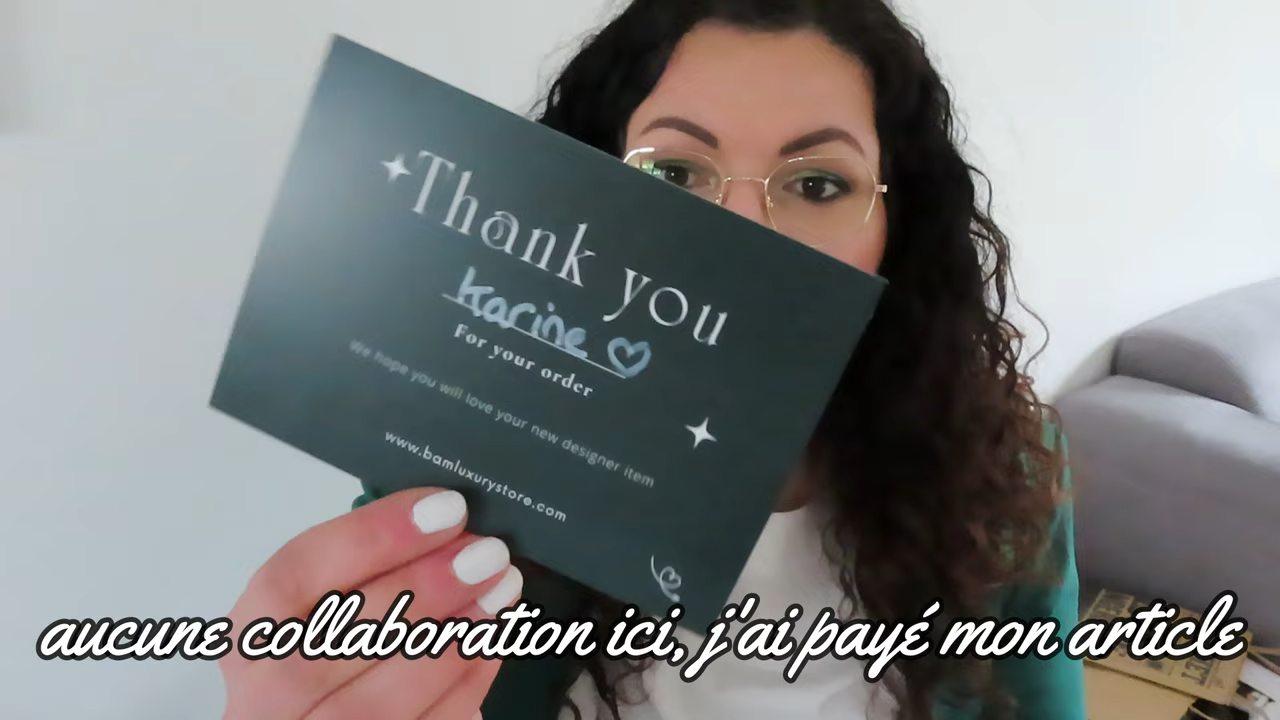 Thank you
Karine
For your order
We hope you will love your new designer item
www.bamluxurystore.com
aucune collaboration ici, j'ai payé mon article